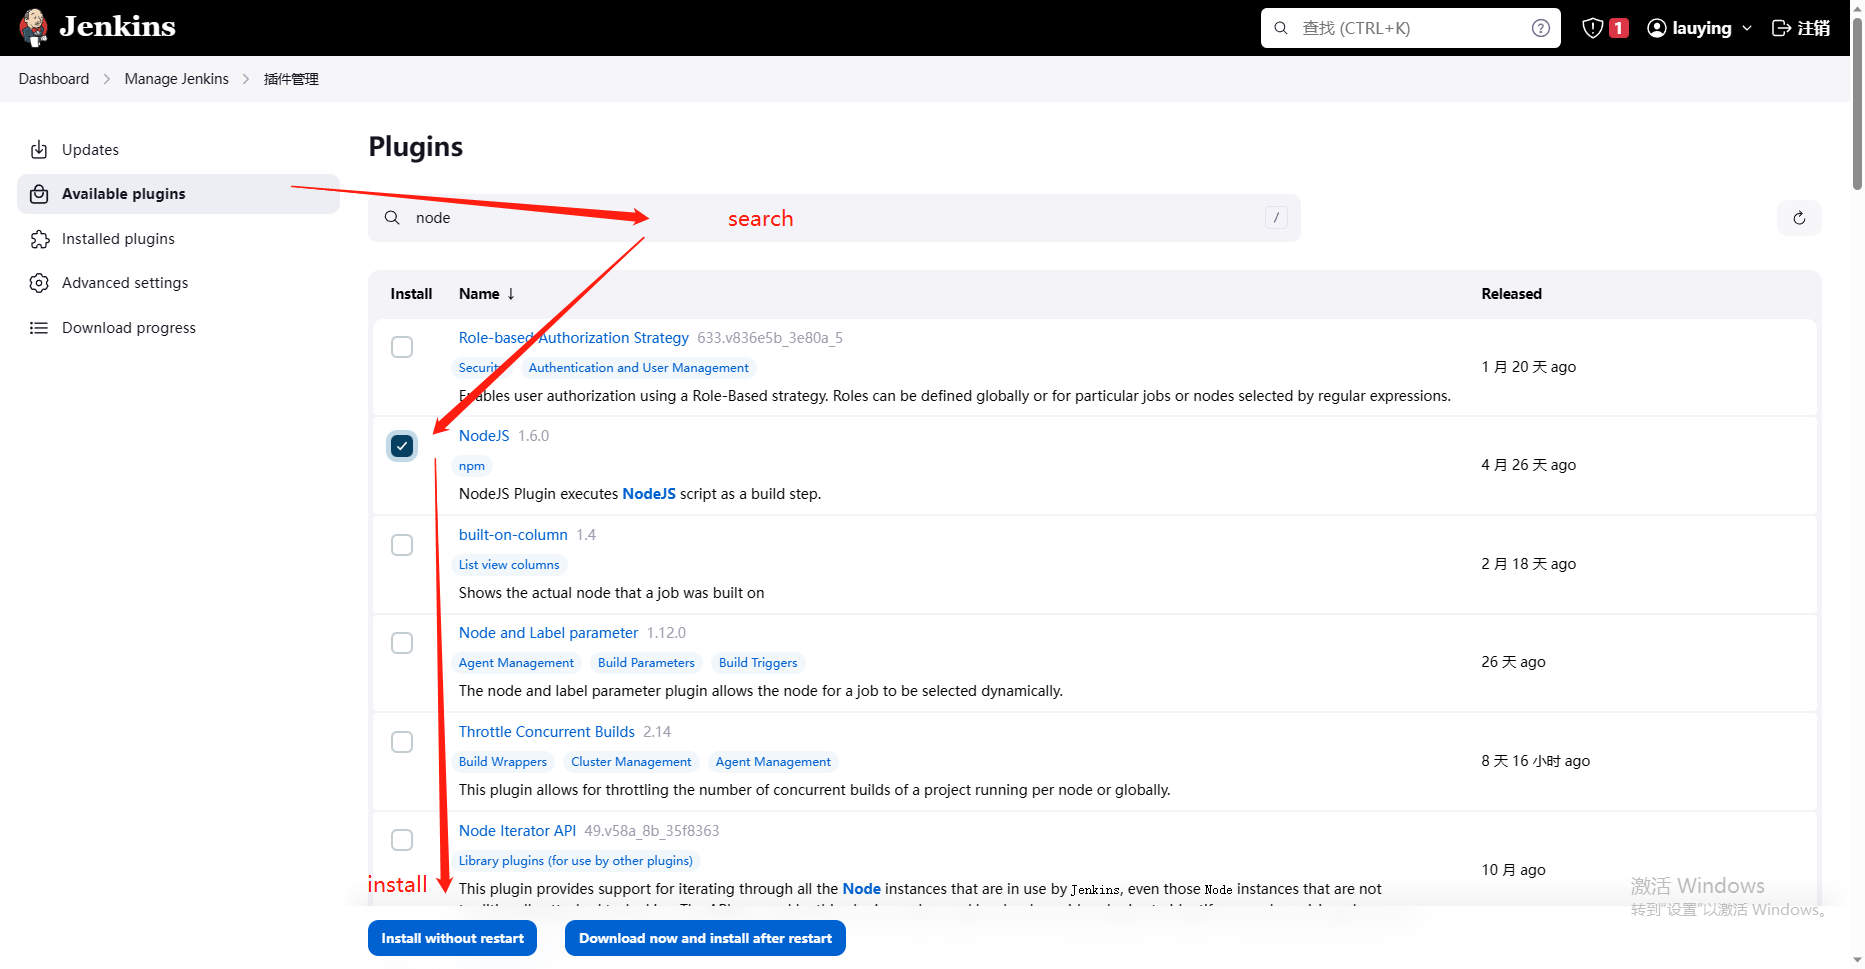 Jenkins
查找 (CTRL+K)
1
lauying
注销
Dashboard
Manage Jenkins
插件管理
Updates
Available plugins
Installed plugins
Advanced settings
Download progress
Plugins
node
search
/
Install
Name ↓
Released
Role-based Authorization Strategy 633.v836e5b_3e80a_5
Security
Authentication and User Management
Enables user authorization using a Role-Based strategy. Roles can be defined globally or for particular jobs or nodes selected by regular expressions.
1 月 20 天 ago
NodeJS 1.6.0
npm
NodeJS Plugin executes NodeJS script as a build step.
4 月 26 天 ago
built-on-column 1.4
List view columns
Shows the actual node that a job was built on
2 月 18 天 ago
Node and Label parameter 1.12.0
Agent Management
Build Parameters
Build Triggers
The node and label parameter plugin allows the node for a job to be selected dynamically.
26 天 ago
Throttle Concurrent Builds 2.14
Build Wrappers
Cluster Management
Agent Management
This plugin allows for throttling the number of concurrent builds of a project running per node or globally.
8 天 16 小时 ago
Node Iterator API 49.v58a_8b_35f8363
Library plugins (for use by other plugins)
This plugin provides support for iterating through all the Node instances that are in use by Jenkins, even those Node instances that are not
10 月 ago
install
激活 Windows
转到"设置"以激活 Windows。
Install without restart
Download now and install after restart